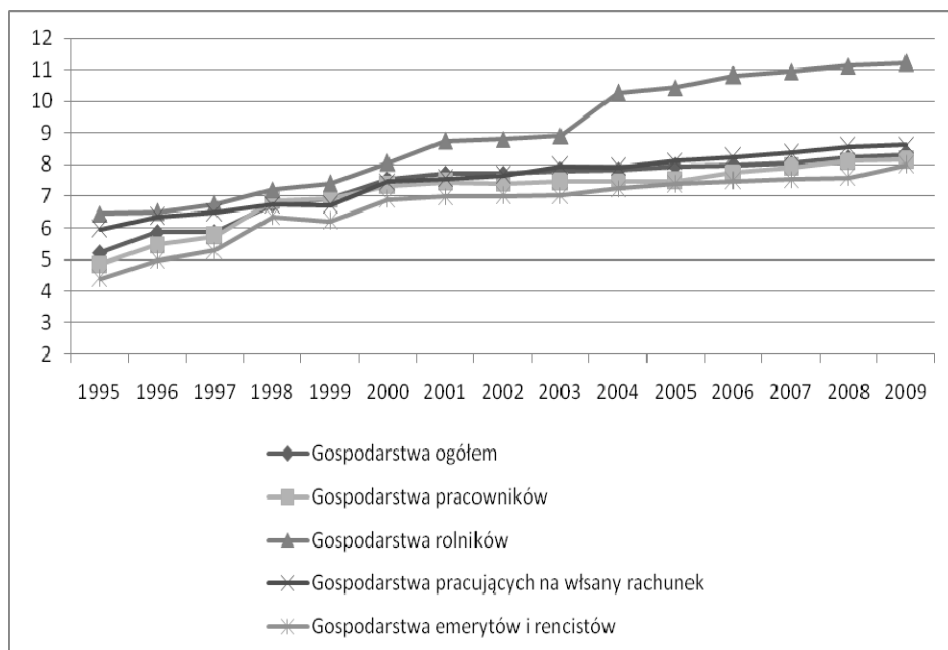 12
11
10
9
8
7
6
5
4
3
2
1995 1996 1997 1998 1999 2000 2001 2002 2003 2004 2005 2006 2007 2008 2009
Gospodarstwa ogółem
Gospodarstwa pracowników
Gospodarstwa rolników
Gospodarstwa pracujących na włsany rachunek
Gospodarstwa emerytów i rencistów